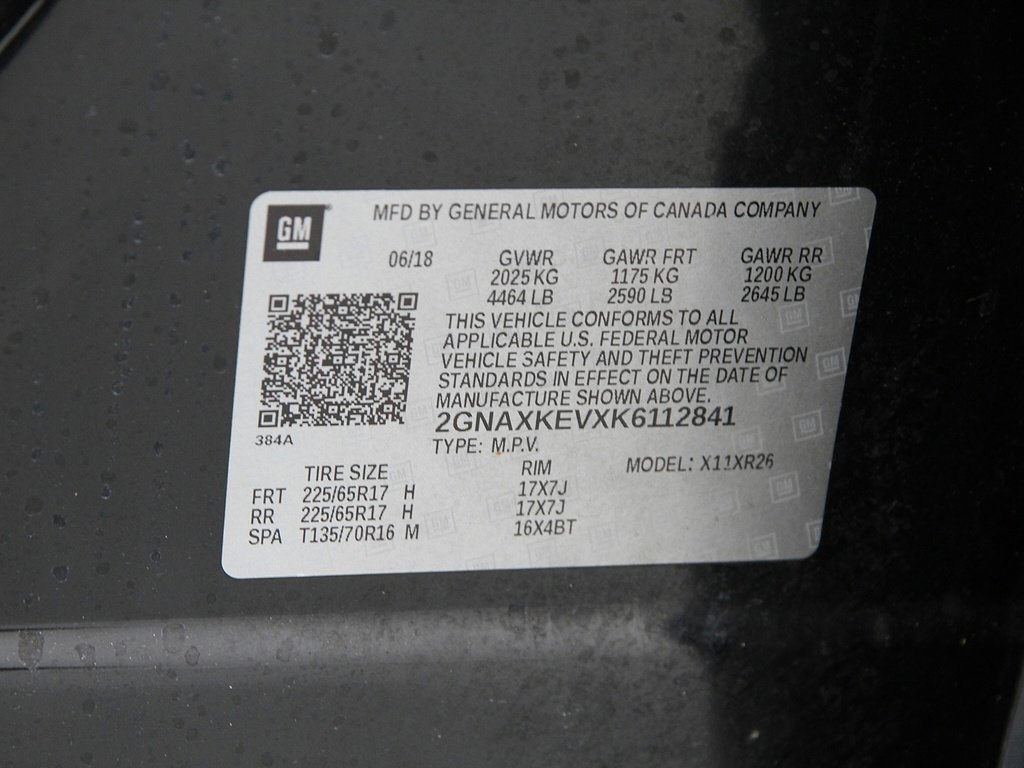 GM
MFD BY GENERAL MOTORS OF CANADA COMPANY
06/18 GVWR GAWR FRT GAWR RR
2025 KG 1175 KG 1200 KG
4464 LB 2590 LB 2645 LB
THIS VEHICLE CONFORMS TO ALL
APPLICABLE U.S. FEDERAL MOTOR
VEHICLE SAFETY AND THEFT PREVENTION
STANDARDS IN EFFECT ON THE DATE OF
MANUFACTURE SHOWN ABOVE.
2GNAXKEVXK6112841
384A
TYPE: M.P.V.
TIRE SIZE RIM MODEL: X11XR26
FRT 225/65R17 H 17X7J
RR 225/65R17 H 17X7J
SPA T135/70R16 M 16X4BT